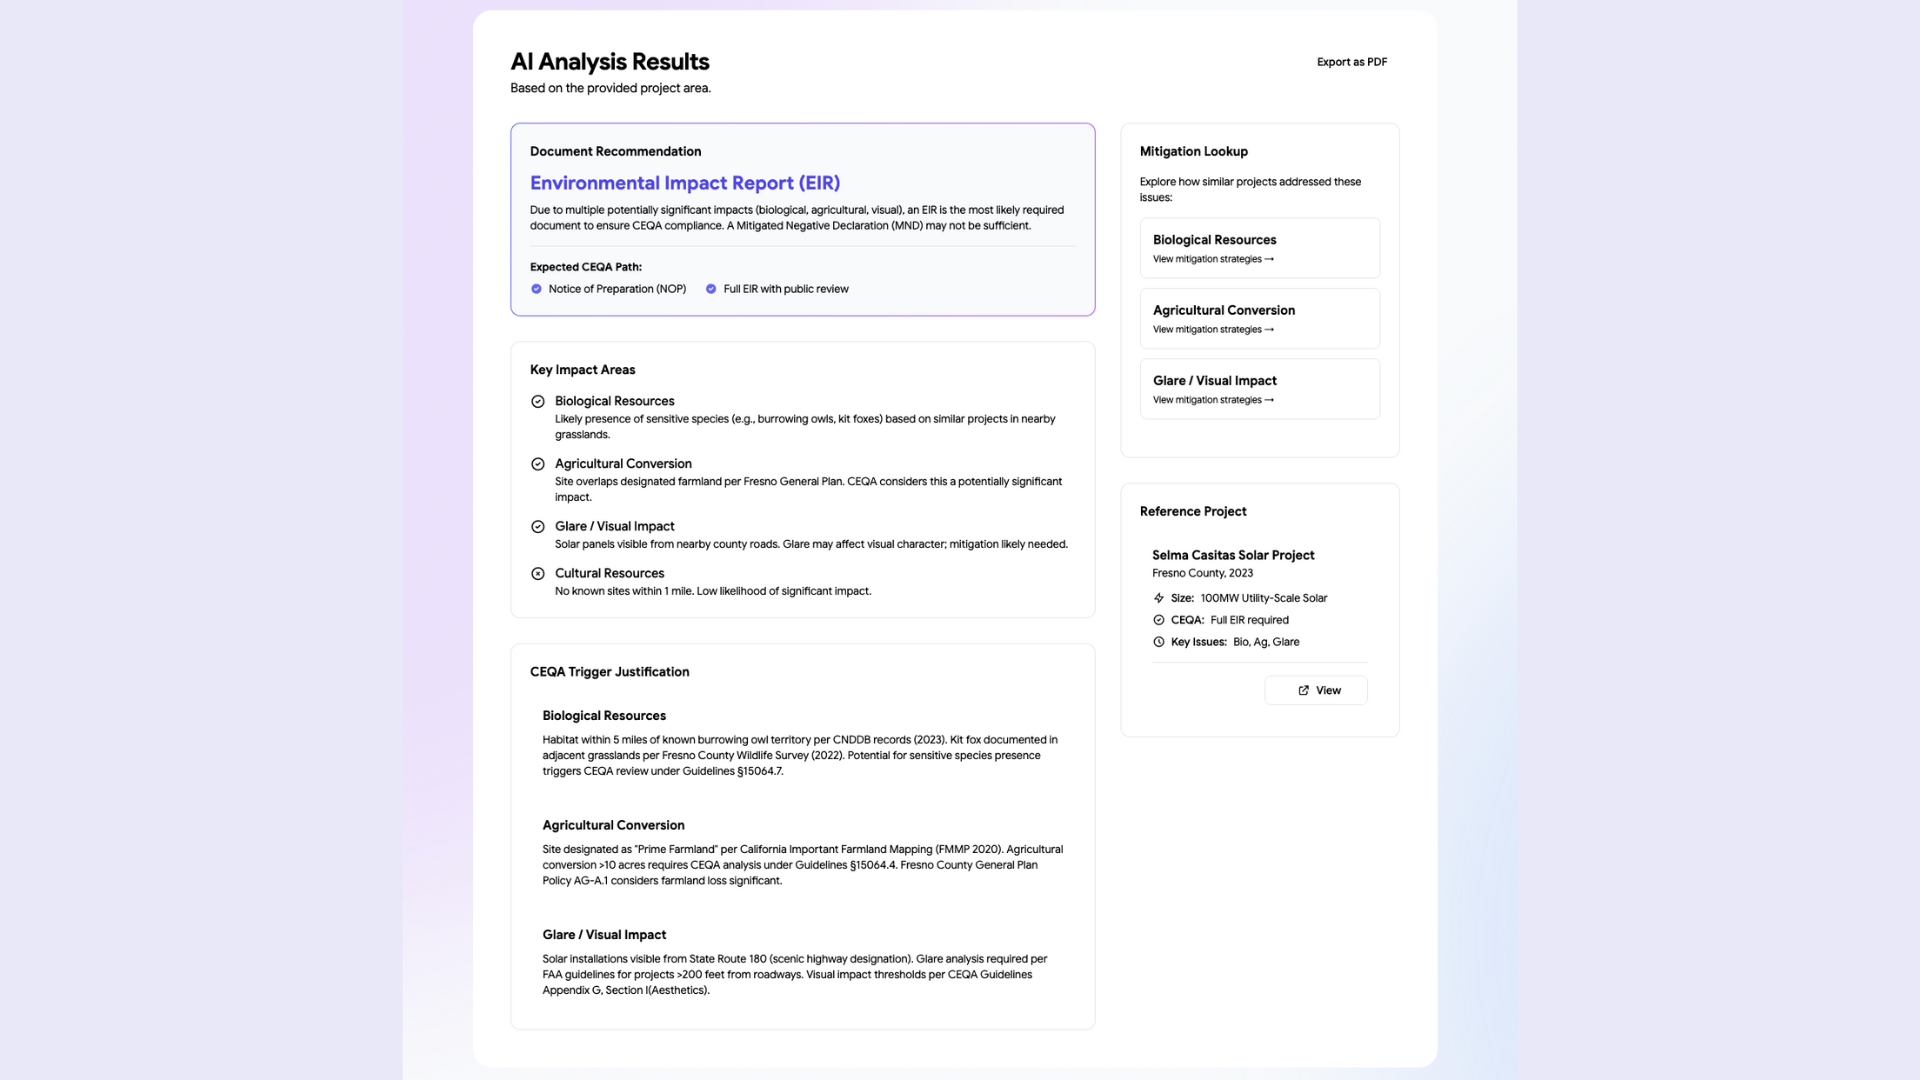 AI Analysis Results
Export as PDF
Based on the provided project area.
Document Recommendation
Environmental Impact Report (EIR)
Due to multiple potentially significant impacts (biological, agricultural, visual), an EIR is the most likely required
document to ensure CEQA compliance. A Mitigated Negative Declaration (MND) may not be sufficient.
Expected CEQA Path:
Notice of Preparation (NOP)
Full EIR with public review
Key Impact Areas
Biological Resources
Likely presence of sensitive species (e.g., burrowing owls, kit foxes) based on similar projects in nearby
grasslands.
Agricultural Conversion
Site overlaps designated farmland per Fresno General Plan. CEQA considers this a potentially significant
impact.
Glare / Visual Impact
Solar panels visible from nearby county roads. Glare may affect visual character; mitigation likely needed.
Cultural Resources
No known sites within 1 mile. Low likelihood of significant impact.
CEQA Trigger Justification
Biological Resources
Habitat within 5 miles of known burrowing owl territory per CNDDB records (2023). Kit fox documented in
adjacent grasslands per Fresno County Wildlife Survey (2022). Potential for sensitive species presence
triggers CEQA review under Guidelines §15064.7.
Agricultural Conversion
Site designated as "Prime Farmland" per California Important Farmland Mapping (FMMP 2020). Agricultural
conversion >10 acres requires CEQA analysis under Guidelines §15064.4. Fresno County General Plan
Policy AG-A.1 considers farmland loss significant.
Glare / Visual Impact
Solar installations visible from State Route 180 (scenic highway designation). Glare analysis required per
FAA guidelines for projects >200 feet from roadways. Visual impact thresholds per CEQA Guidelines
Appendix G, Section I(Aesthetics).
Mitigation Lookup
Explore how similar projects addressed these
issues:
Biological Resources
View mitigation strategies →
Agricultural Conversion
View mitigation strategies →
Glare / Visual Impact
View mitigation strategies →
Reference Project
Selma Casitas Solar Project
Fresno County, 2023
Size: 100MW Utility-Scale Solar
CEQA: Full EIR required
Key Issues: Bio, Ag, Glare
View